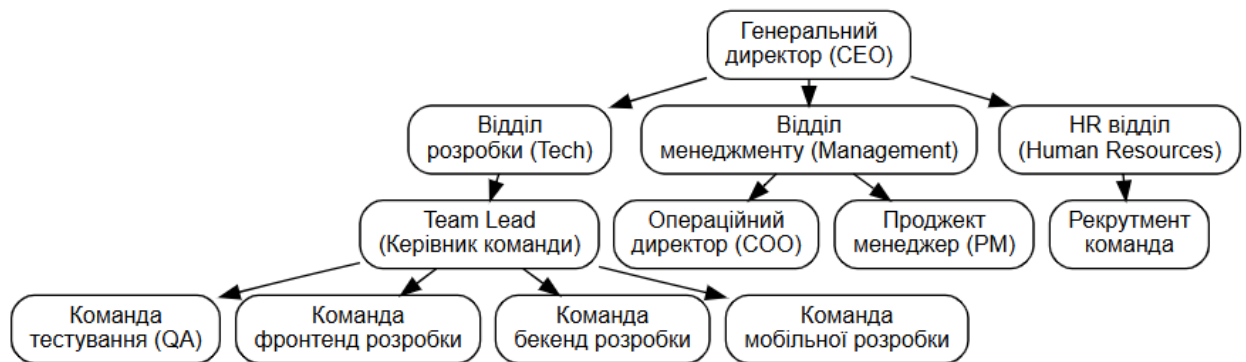 Генеральний
директор (CEO)
Відділ
розробки (Tech)
Відділ
менеджменту (Management)
HR відділ
(Human Resources)
Team Lead
(Керівник команди)
Операційний
директор (COO)
Проджект
менеджер (PM)
Рекрутмент
команда
Команда
тестування (QA)
Команда
фронтенд розробки
Команда
бекенд розробки
Команда
мобільної розробки